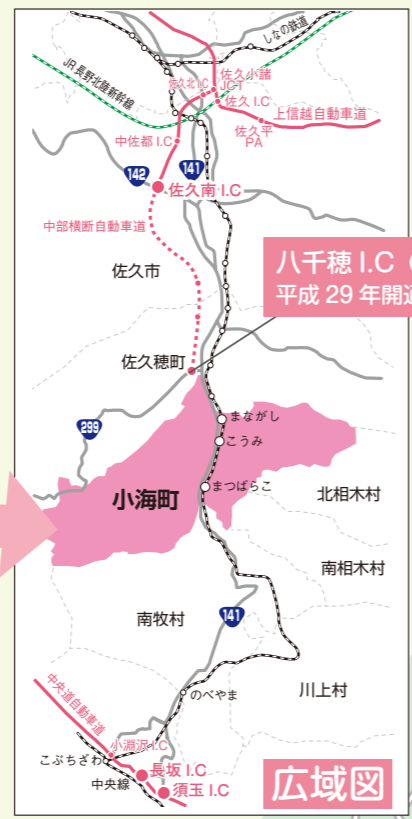 しなの鉄道
JR長野北陸新幹線
佐久北I.C
佐久小諸
JCT
佐久I.C
上信越自動車道
佐久平
PA
中佐都I.C
142
141
佐久南I.C
中部横断自動車道
佐久市
八千穂I.C（
平成29年開通
佐久穂町
299
まながし
こうみ
小海町
まつばらこ
北相木村
南相木村
南牧村
141
川上村
のべやま
中央道自動車道
小淵沢I.C
こぶちざわ
長坂I.C
中央線
須玉I.C
広域図